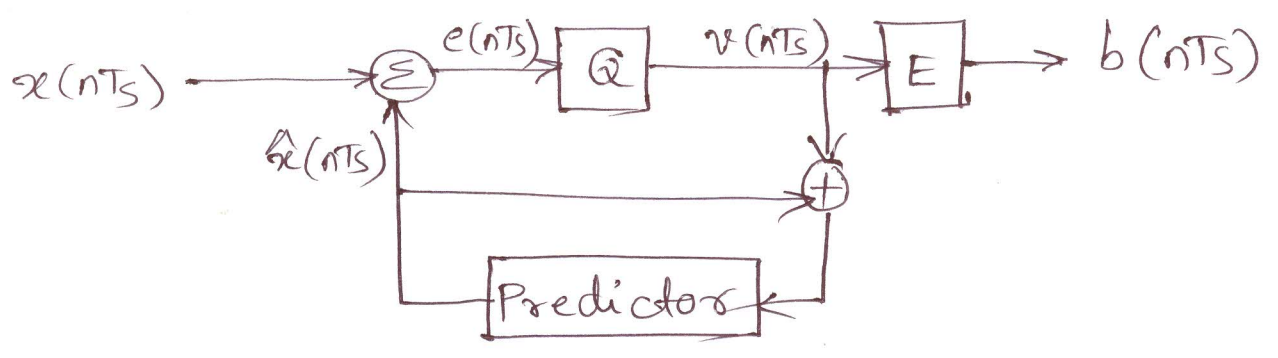 x(nTs)
Σ
e(nTs)
Q
v(nTs)
E
b(nTs)
x̂(nTs)
+
Predictor